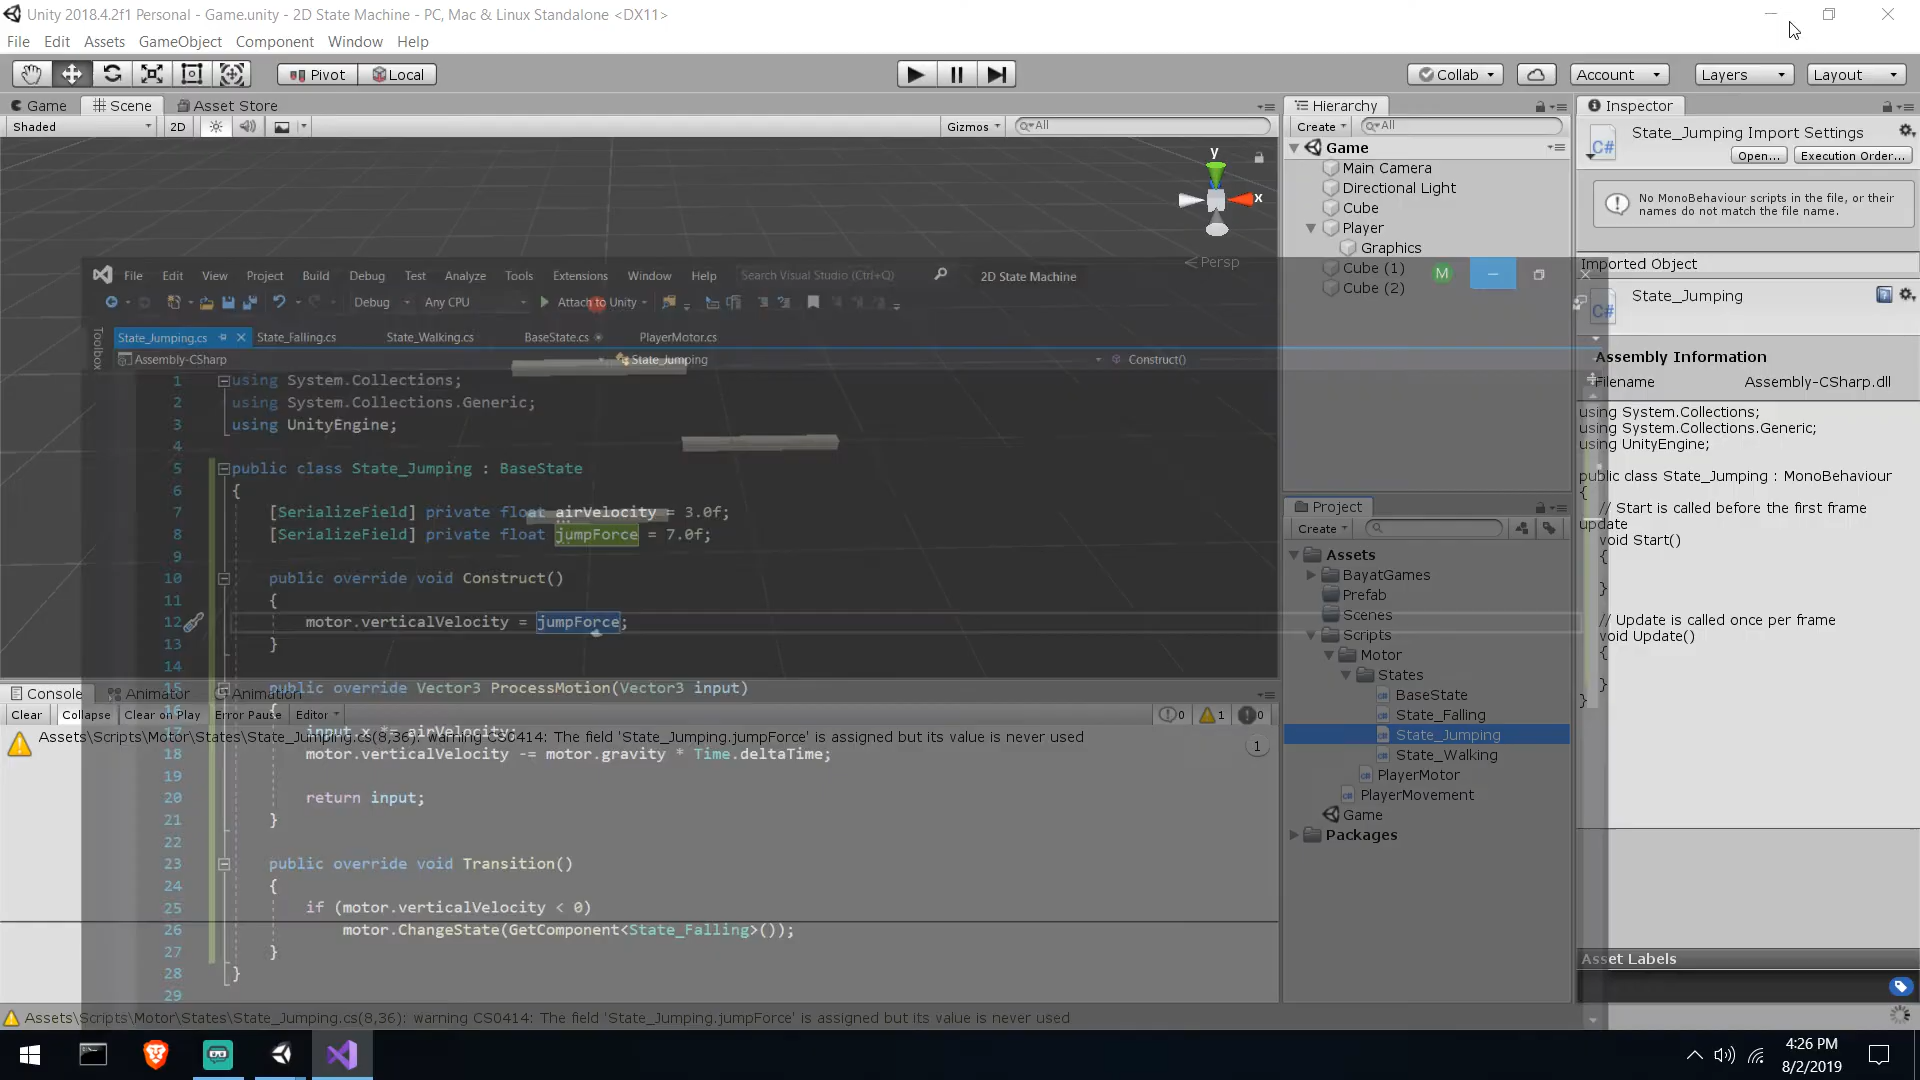 Unity 2018.4.2f1 Personal - Game.unity - 2D State Machine - PC, Mac & Linux Standalone <DX11>
File Edit Assets GameObject Component Window Help
Pivot Local Collab Account Layers Layout
Game Scene Asset Store
Shaded 2D Gizmos All
y
x
Persp
Hierarchy
Create All
Game
Main Camera
Directional Light
Cube
Player
Graphics
Cube (1)
Cube (2)
Inspector
State_Jumping Import Settings
Open... Execution Order...
No MonoBehaviour scripts in the file, or their
names do not match the file name.
Imported Object
State_Jumping
Assembly Information
Filename Assembly-CSharp.dll
using System.Collections;
using System.Collections.Generic;
using UnityEngine;
public class State_Jumping : MonoBehaviour
{
// Start is called before the first frame
update
void Start()
{
}
// Update is called once per frame
void Update()
{
}
}
Asset Labels
File Edit View Project Build Debug Test Analyze Tools Extensions Window Help Search Visual Studio (Ctrl+Q) 2D State Machine M
Debug Any CPU Attach to Unity
Toolbox
State_Jumping.cs State_Falling.cs State_Walking.cs BaseState.cs PlayerMotor.cs
Assembly-CSharp State_Jumping Construct()
1 using System.Collections;
2 using System.Collections.Generic;
3 using UnityEngine;
4
5 public class State_Jumping : BaseState
6 {
7 [SerializeField] private float airVelocity = 3.0f;
8 [SerializeField] private float jumpForce = 7.0f;
9
10 public override void Construct()
11 {
12 motor.verticalVelocity = jumpForce;
13 }
14
15 public override Vector3 ProcessMotion(Vector3 input)
16 {
17 input.x *= airVelocity;
18 motor.verticalVelocity -= motor.gravity * Time.deltaTime;
19
20 return input;
21 }
22
23 public override void Transition()
24 {
25 if (motor.verticalVelocity < 0)
26 motor.ChangeState(GetComponent<State_Falling>());
27 }
28 }
29
Console Animator Animation
Clear Collapse Clear on Play Error Pause Editor 0 1 0
Assets\Scripts\Motor\States\State_Jumping.cs(8,36): warning CS0414: The field 'State_Jumping.jumpForce' is assigned but its value is never used
1
Project
Create
Assets
BayatGames
Prefab
Scenes
Scripts
Motor
States
BaseState
State_Falling
State_Jumping
State_Walking
PlayerMotor
PlayerMovement
Game
Packages
Assets\Scripts\Motor\States\State_Jumping.cs(8,36): warning CS0414: The field 'State_Jumping.jumpForce' is assigned but its value is never used
4:26 PM
8/2/2019